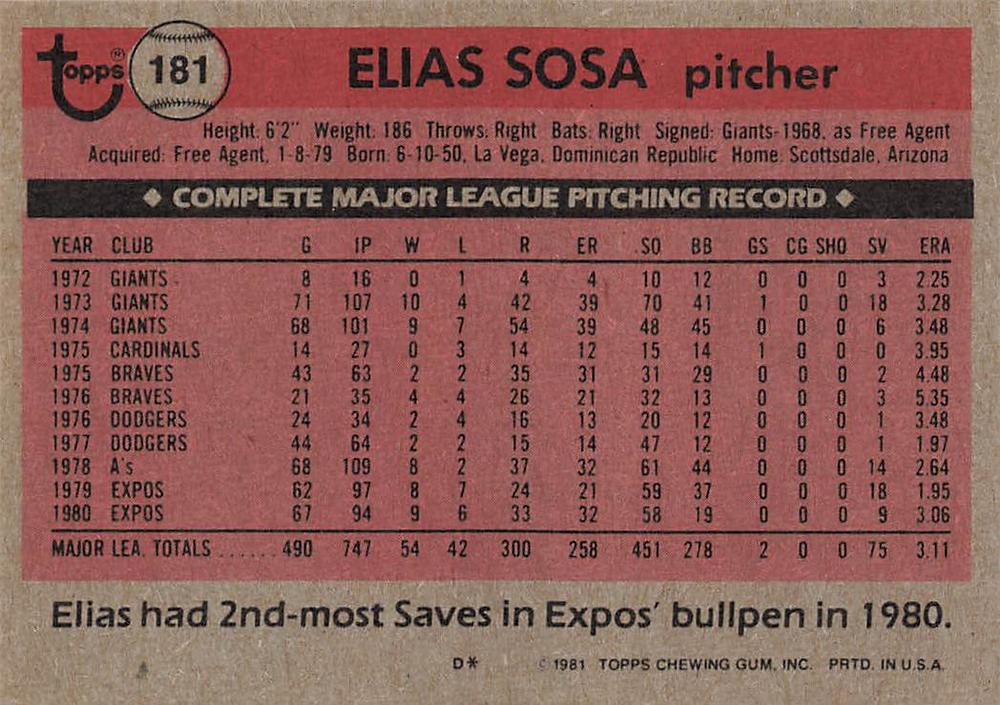 Topps® 181 ELIAS SOSA pitcher
Height: 6'2" Weight: 186 Throws: Right Bats: Right Signed: Giants-1968, as Free Agent
Acquired: Free Agent, 1-8-79 Born: 6-10-50, La Vega, Dominican Republic Home: Scottsdale, Arizona
◆ COMPLETE MAJOR LEAGUE PITCHING RECORD ◆
YEAR CLUB G IP W L R ER SO BB GS CG SHO SV ERA
1972 GIANTS 8 16 0 1 4 4 10 12 0 0 0 3 2.25
1973 GIANTS 71 107 10 4 42 39 70 41 1 0 0 18 3.28
1974 GIANTS 68 101 9 7 54 39 48 45 0 0 0 6 3.48
1975 CARDINALS 14 27 0 3 14 12 15 14 1 0 0 0 3.95
1975 BRAVES 43 63 2 2 35 31 31 29 0 0 0 2 4.48
1976 BRAVES 21 35 4 4 26 21 32 13 0 0 0 3 5.35
1976 DODGERS 24 34 2 4 16 13 20 12 0 0 0 1 3.48
1977 DODGERS 44 64 2 2 15 14 47 12 0 0 0 1 1.97
1978 A's 68 109 8 2 37 32 61 44 0 0 0 14 2.64
1979 EXPOS 62 97 8 7 24 21 59 37 0 0 0 18 1.95
1980 EXPOS 67 94 9 6 33 32 58 19 0 0 0 9 3.06
MAJOR LEA. TOTALS ...... 490 747 54 42 300 258 451 278 2 0 0 75 3.11
Elias had 2nd-most Saves in Expos' bullpen in 1980.
D* © 1981 TOPPS CHEWING GUM, INC. PRTD. IN U.S.A.